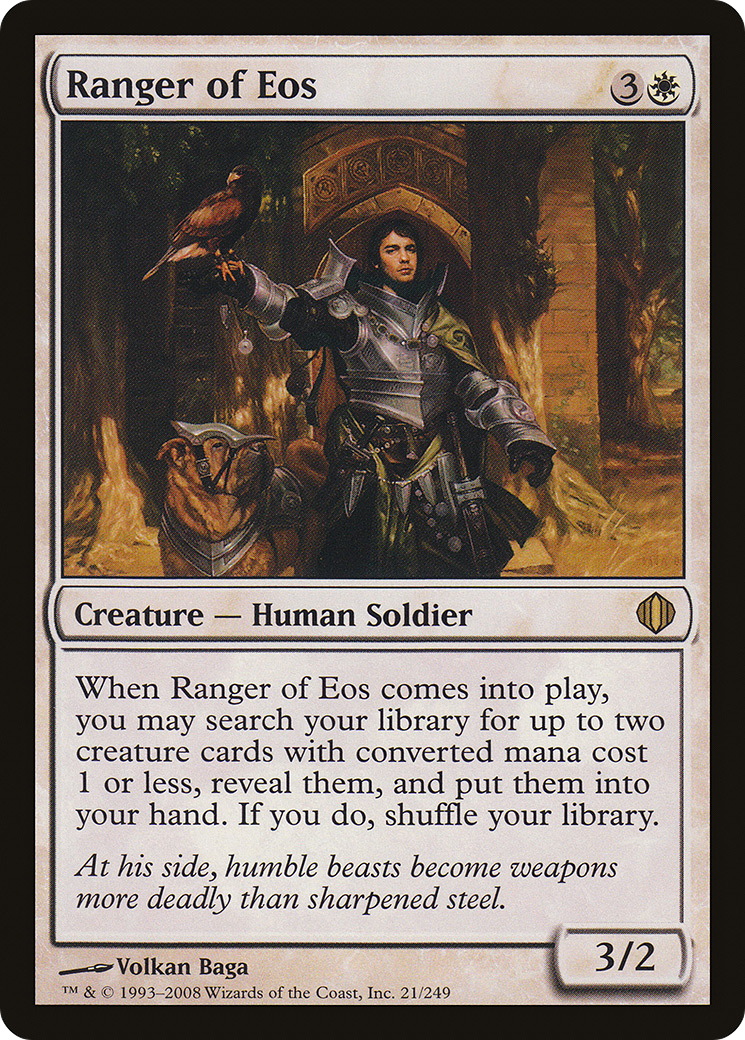 Ranger of Eos 3
Creature — Human Soldier
When Ranger of Eos comes into play,
you may search your library for up to two
creature cards with converted mana cost
1 or less, reveal them, and put them into
your hand. If you do, shuffle your library.
At his side, humble beasts become weapons
more deadly than sharpened steel.
3/2
Volkan Baga
™ & © 1993–2008 Wizards of the Coast, Inc. 21/249